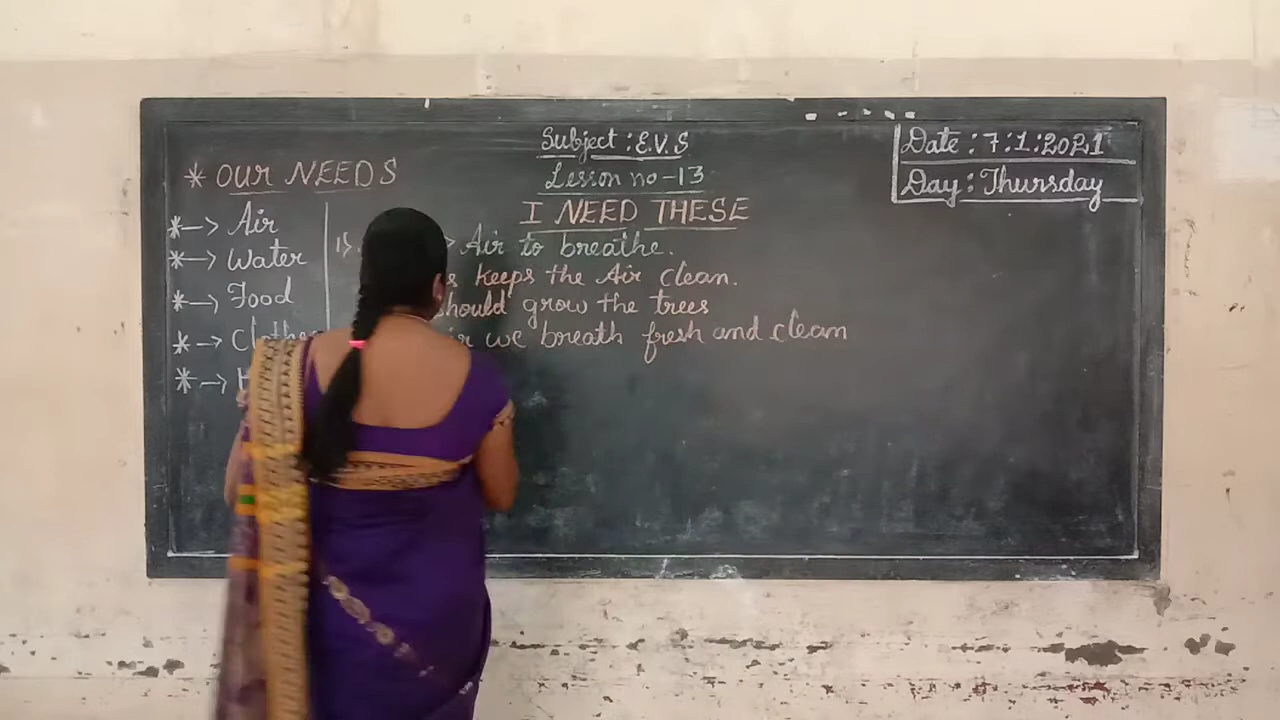 Subject : E.V.S
Lesson no - 13
I NEED THESE
Date : 7:1:2021
Day : Thursday
* OUR NEEDS
*—> Air
*—> Water
*—> Food
*—>
*—>
1) > Air to breathe.
keeps the Air clean.
should grow the trees
we breath fresh and clean